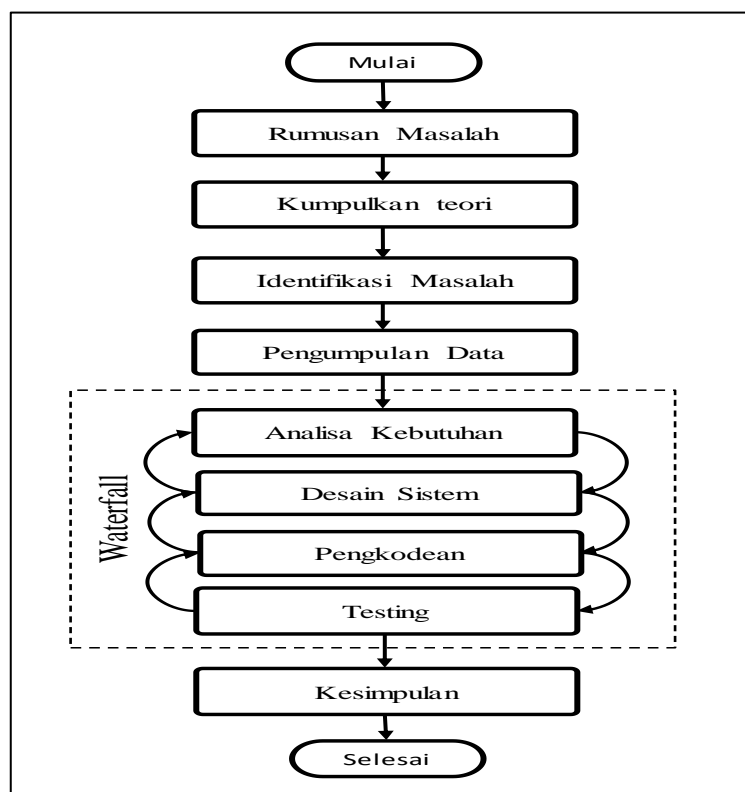 Mulai
Rumusan Masalah
Kumpulkan teori
Identifikasi Masalah
Pengumpulan Data
Waterfall
Analisa Kebutuhan
Desain Sistem
Pengkodean
Testing
Kesimpulan
Selesai